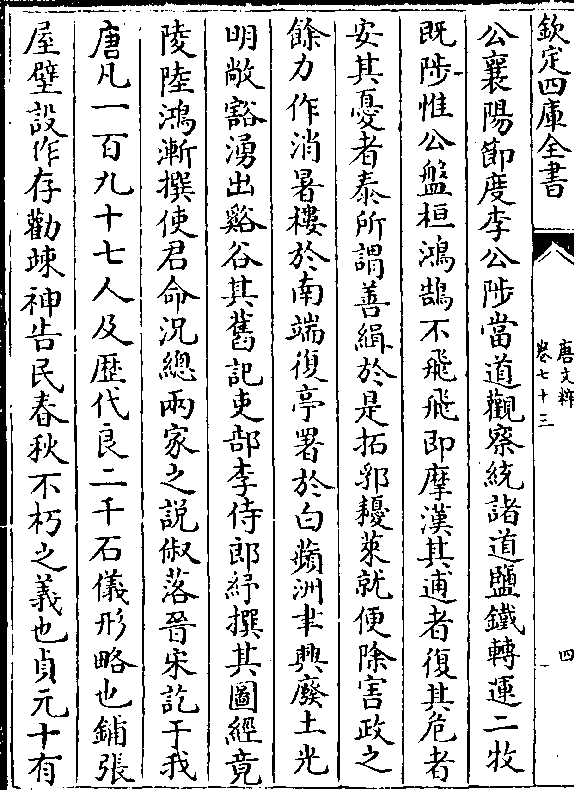 欽定四庫全書
唐文粹
卷七十三
四
公襄陽節度李公陟當道觀察統諸道鹽鐵轉運二牧
既陟惟公盤桓鴻鵠不飛飛即摩漢其逋者復其危者
安其憂者泰所謂善緝於是拓郛耰萊就便除害政之
餘力作消暑樓於南端復亭署於白蘋洲聿興廢土光
明敞豁湧出谿谷其舊記吏部李侍郎紓撰其圖經竟
陵陸鴻漸撰使君命況總兩家之説俶落晉宋訖于我
唐凡一百九十七人及歴代良二千石儀形略也鋪張
屋壁設作存勸竦神告民春秋不朽之義也貞元十有